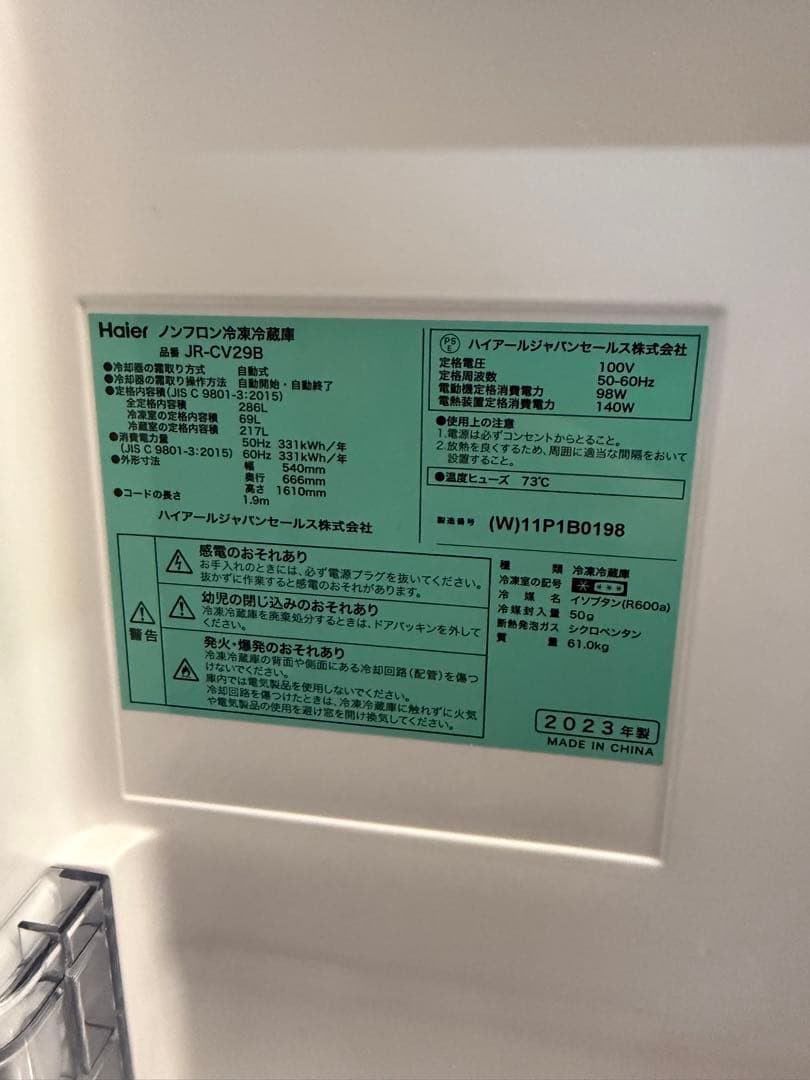 Haier ノンフロン冷凍冷蔵庫
品番 JR-CV29B
●冷却器の霜取り方式 自動式
●冷却器の霜取り操作方法 自動開始・自動終了
●定格内容積(JIS C 9801-3:2015)
全定格内容積 286L
冷凍室の定格内容積 69L
冷蔵室の定格内容積 217L
●消費電力量 50Hz 331kWh/年
(JIS C 9801-3:2015) 60Hz 331kWh/年
●外形寸法 幅 540mm
奥行 666mm
高さ 1610mm
●コードの長さ 1.9m
ハイアールジャパンセールス株式会社
PSE ハイアールジャパンセールス株式会社
定格電圧 100V
定格周波数 50-60Hz
電動機定格消費電力 98W
電熱装置定格消費電力 140W
●使用上の注意
1.電源は必ずコンセントからとること。
2.放熱を良くするため、周囲に適当な間隔をおいて
設置すること。
●温度ヒューズ 73℃
製造番号 (W)11P1B0198
警告
感電のおそれあり
お手入れのときには、必ず電源プラグを抜いてください。
抜かずに作業すると感電のおそれがあります。
幼児の閉じ込みのおそれあり
冷凍冷蔵庫を廃棄処分するときは、ドアパッキンを外して
ください。
発火・爆発のおそれあり
冷凍冷蔵庫の背面や側面にある冷却回路(配管)を傷つ
けないでください。
庫内では電気製品を使用しないでください。
冷却回路を傷つけたときは、冷凍冷蔵庫に触れずに火気
や電気製品の使用を避け窓を開け換気してください。
種類 冷凍冷蔵庫
冷凍室の記号
冷媒名 イソブタン(R600a)
冷媒封入量 50g
断熱発泡ガス シクロペンタン
質量 61.0kg
2023年製
MADE IN CHINA